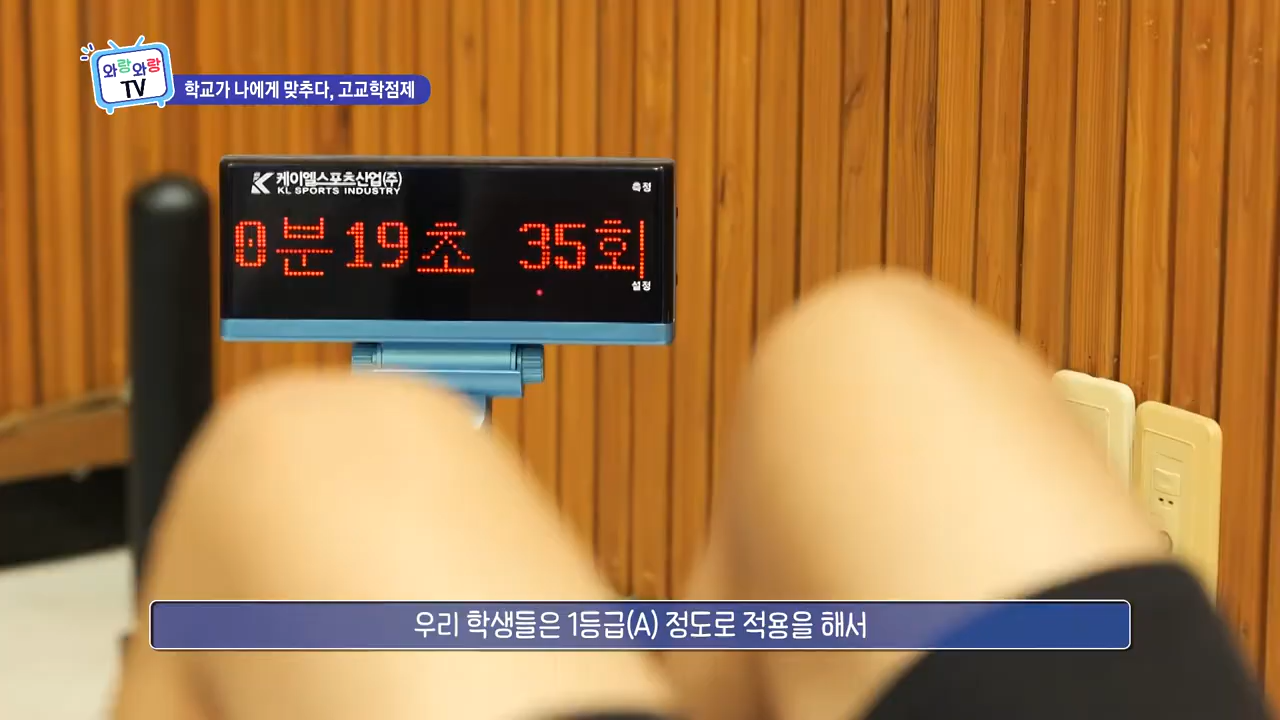 와랑와랑
TV
학교가 나에게 맞추다, 고교학점제
케이엘스포츠산업(주)
KL SPORTS INDUSTRY
측정
0분19초 35회
설정
우리 학생들은 1등급(A) 정도로 적용을 해서